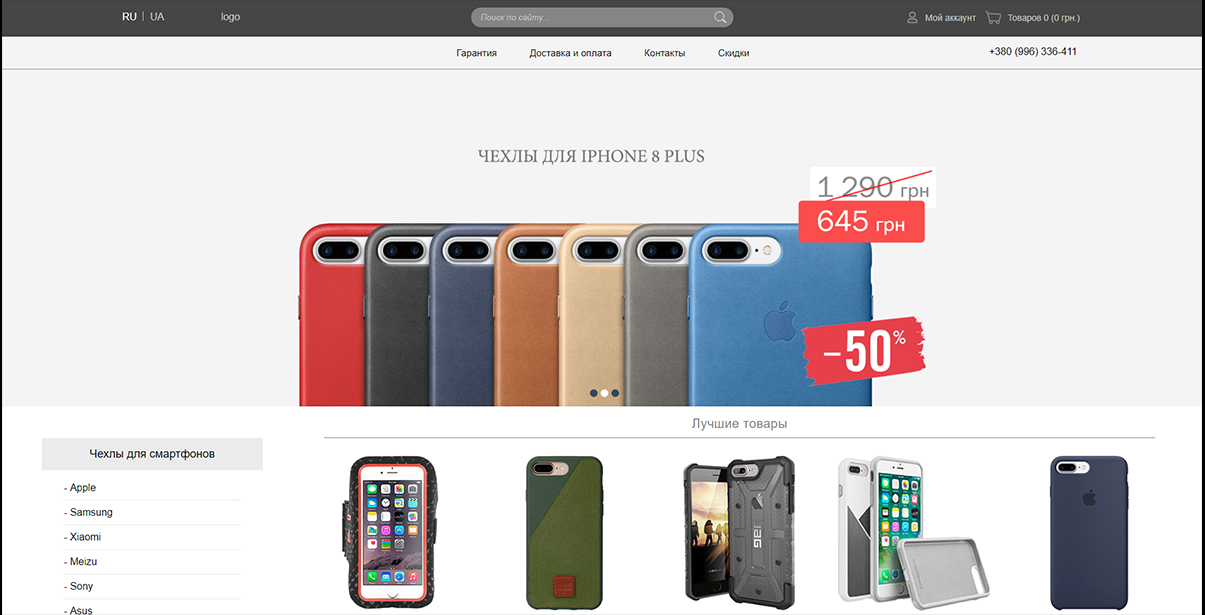 RU | UA
logo
Поиск по сайту...
Мой аккаунт
Товаров 0 (0 грн.)
Гарантия
Доставка и оплата
Контакты
Скидки
+380 (996) 336-411
ЧЕХЛЫ ДЛЯ IPHONE 8 PLUS
1 290 грн
645 грн
–50%
Лучшие товары
Чехлы для смартфонов
- Apple
- Samsung
- Xiaomi
- Meizu
- Sony
- Asus